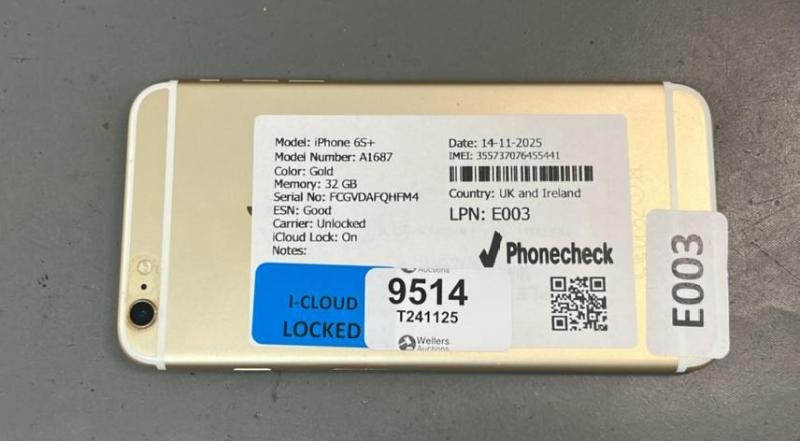 Model: iPhone 6S+
Model Number: A1687
Color: Gold
Memory: 32 GB
Serial No: FCGVDAFQHFM4
ESN: Good
Carrier: Unlocked
iCloud Lock: On
Notes:
Date: 14-11-2025
IMEI: 355737076455441
Country: UK and Ireland
LPN: E003
Phonecheck
I-CLOUD
LOCKED
Auctions
9514
T241125
Wellers
Auctions
E003